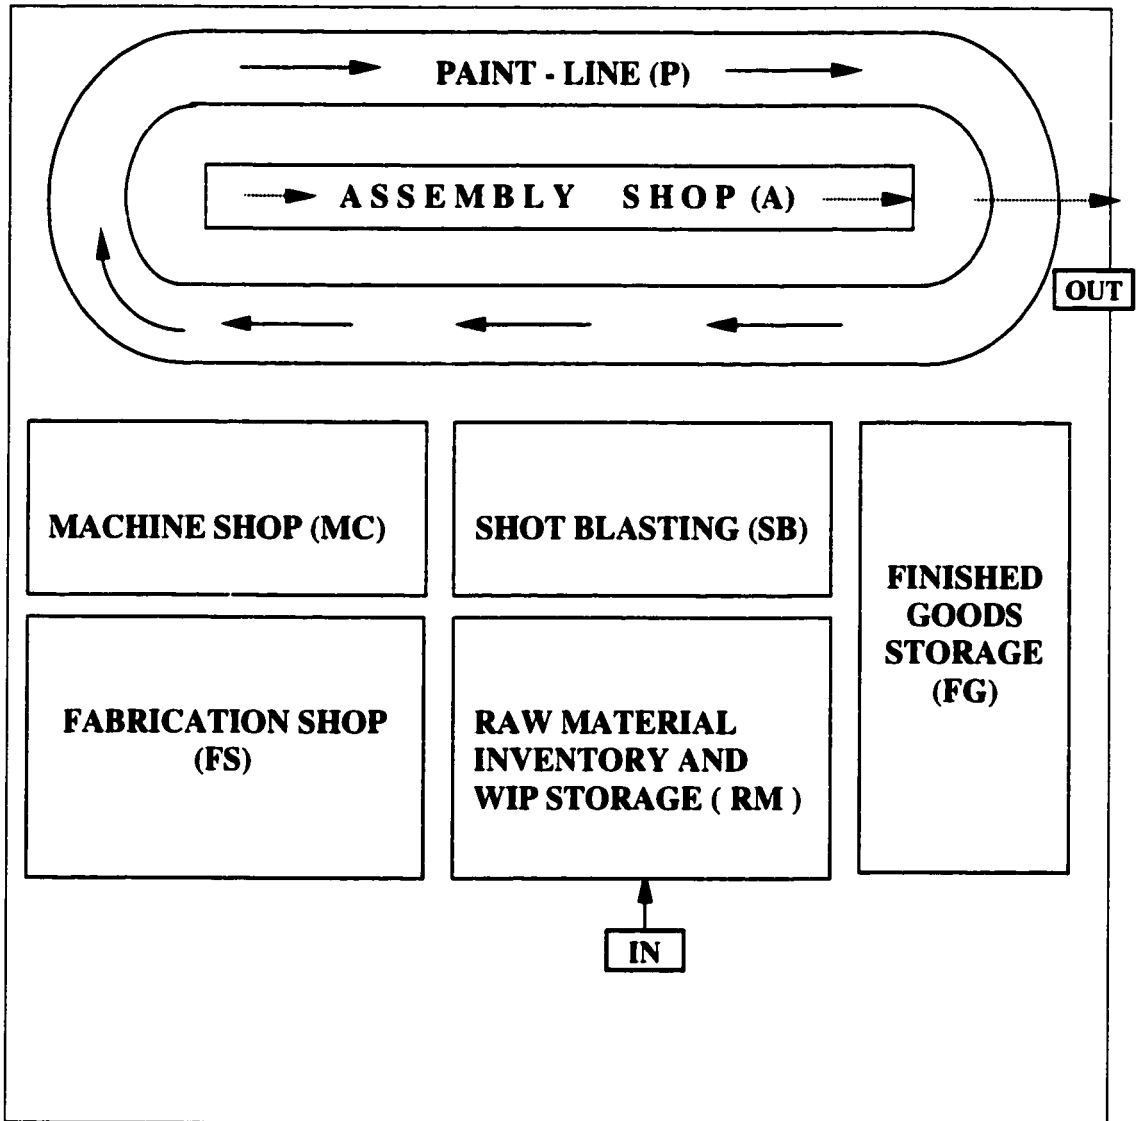 PAINT - LINE (P)
ASSEMBLY SHOP (A)
OUT
MACHINE SHOP (MC)
SHOT BLASTING (SB)
FINISHED
GOODS
STORAGE
(FG)
FABRICATION SHOP
(FS)
RAW MATERIAL
INVENTORY AND
WIP STORAGE ( RM )
IN